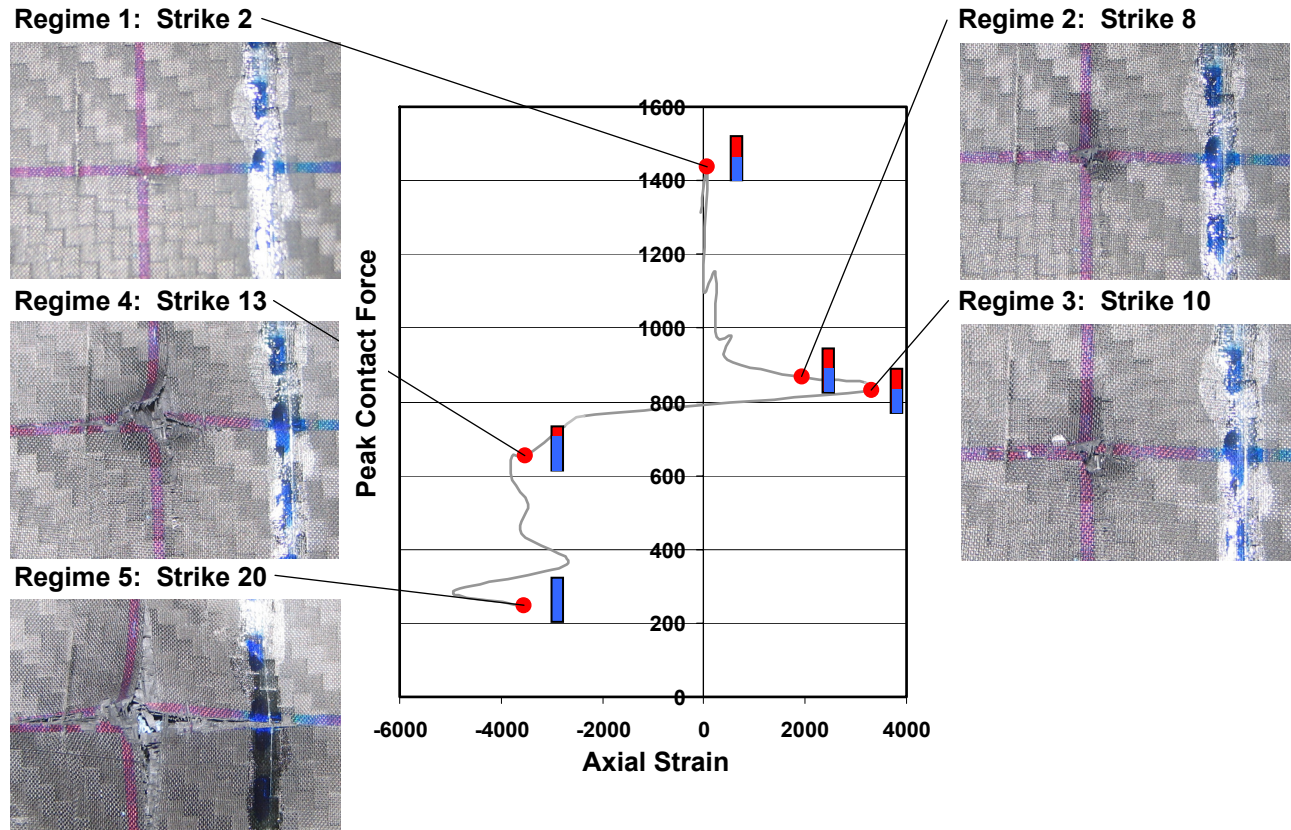 Regime 1: Strike 2
Regime 2: Strike 8
Regime 4: Strike 13
Regime 3: Strike 10
Regime 5: Strike 20
Peak Contact Force
1600
1400
1200
1000
800
600
400
200
0
-6000 -4000 -2000 0 2000 4000
Axial Strain